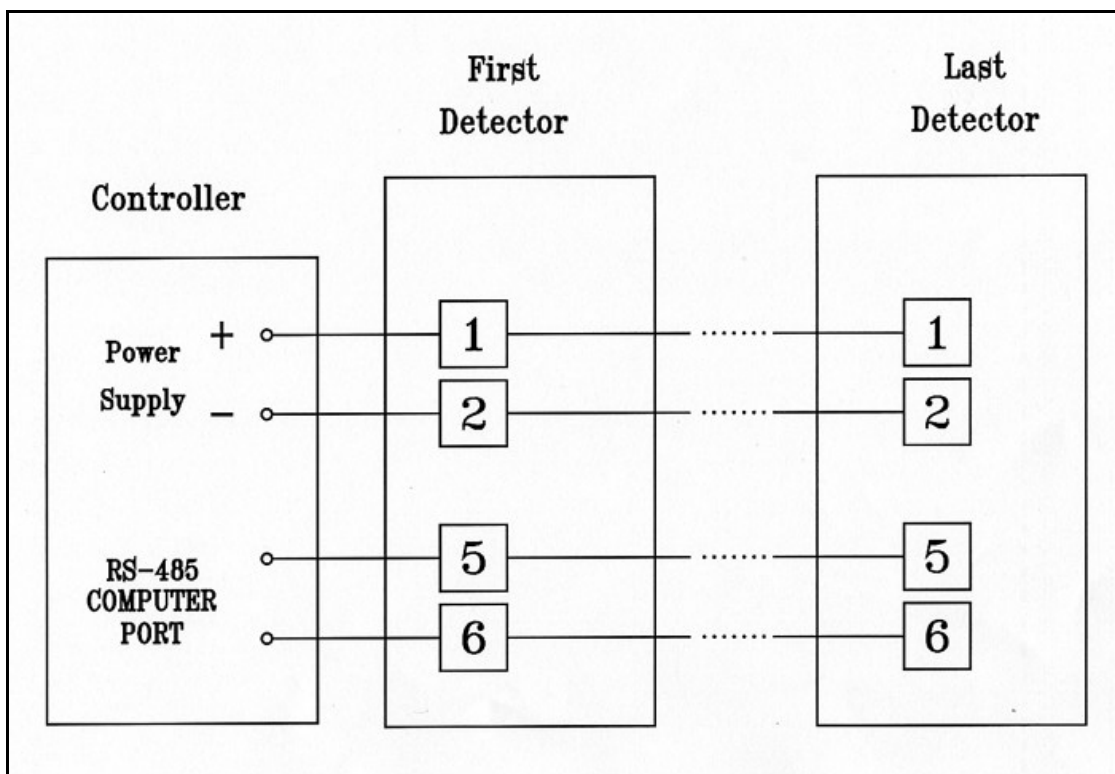 First
Detector
Last
Detector
Controller
Power
Supply
+
−
RS-485
COMPUTER
PORT
1
2
5
6
1
2
5
6